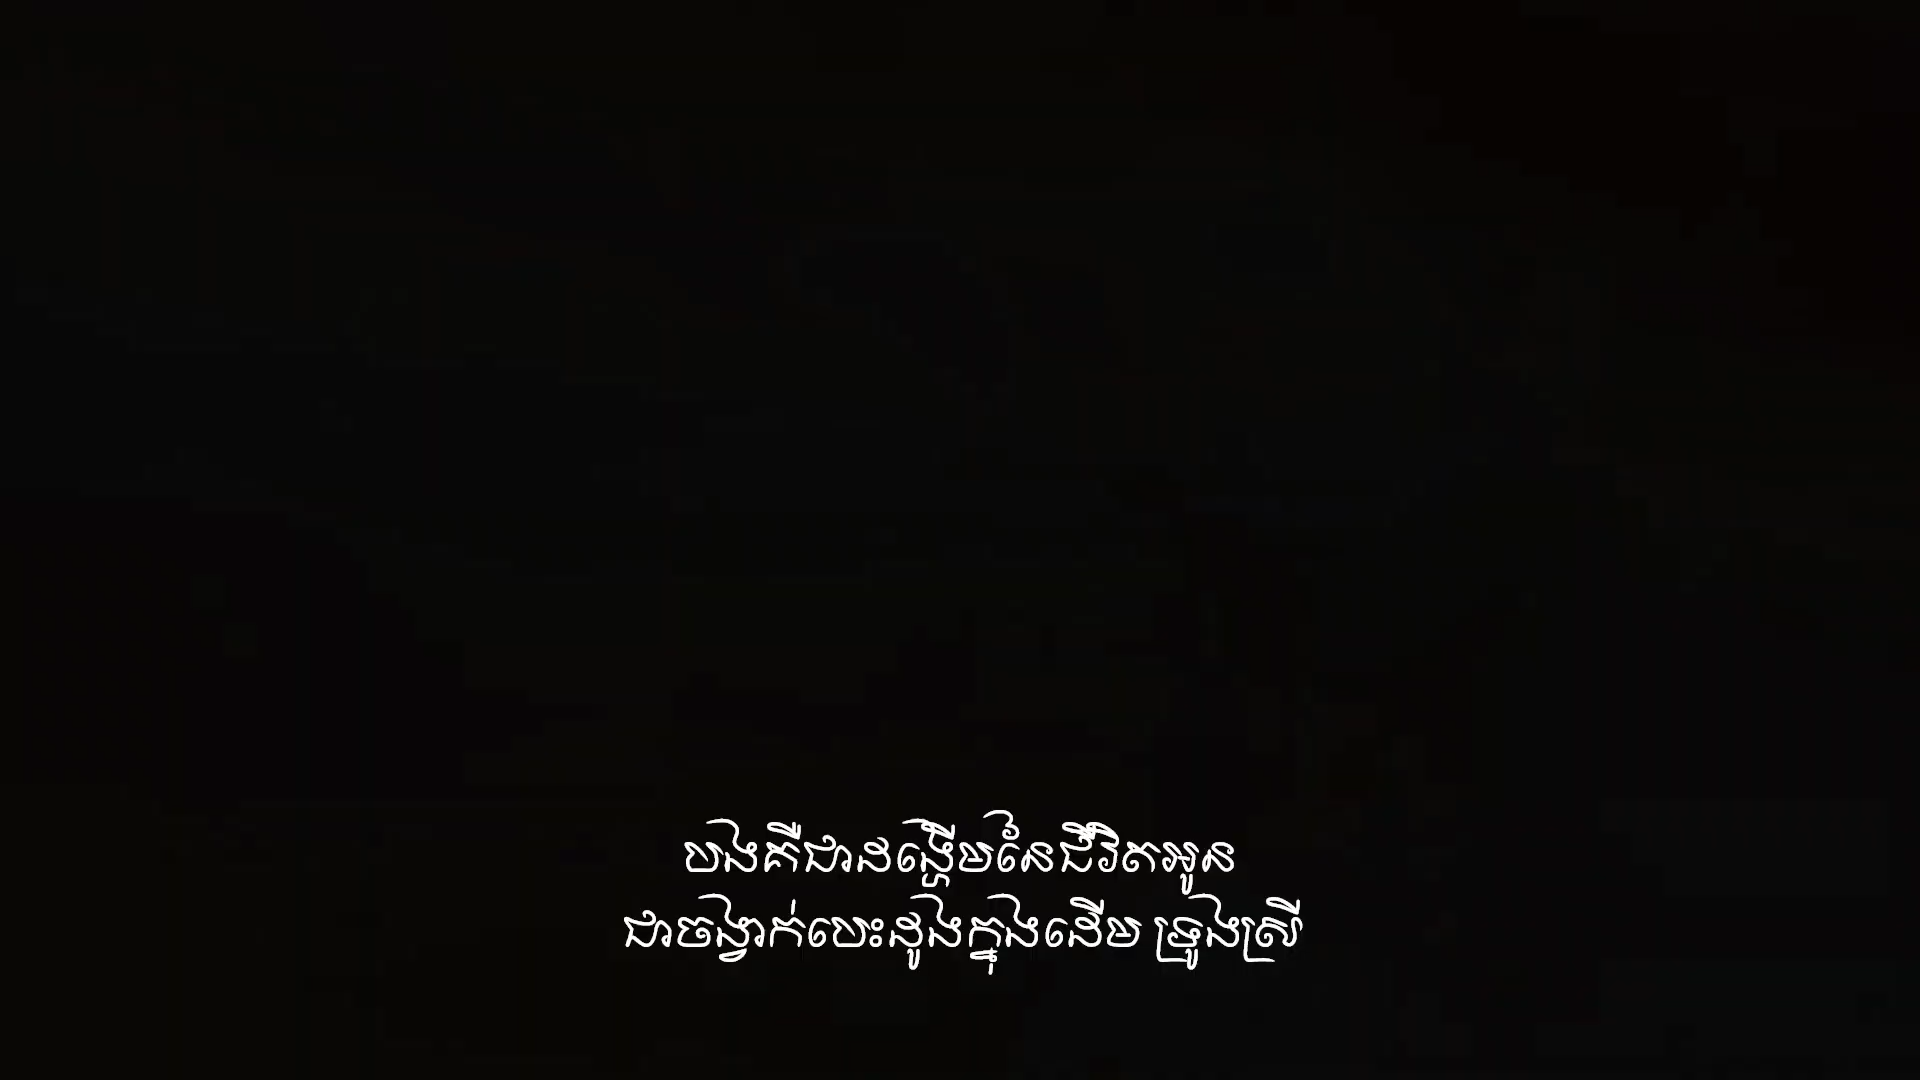 បងគឺជាដង្ហើមនៃជីវិតអូន
ជាចង្វាក់បេះដូងក្នុងដើម ទ្រូងស្រី